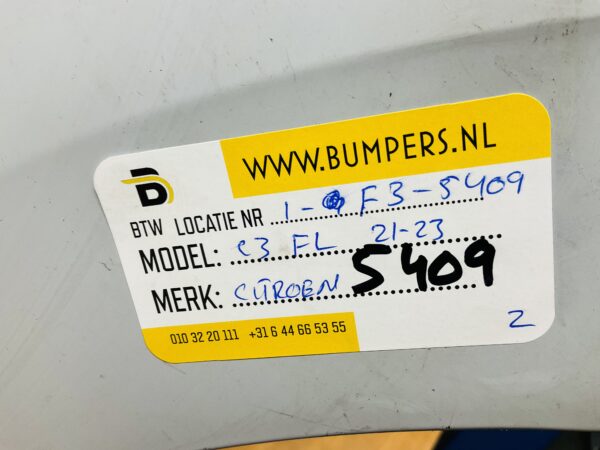 WWW.BUMPERS.NL
B
BTW LOCATIE NR 1- F3-5409
MODEL: C3 FL 21-23
MERK: CITROEN 5409
010 32 20 111 +31 6 44 66 53 55
2